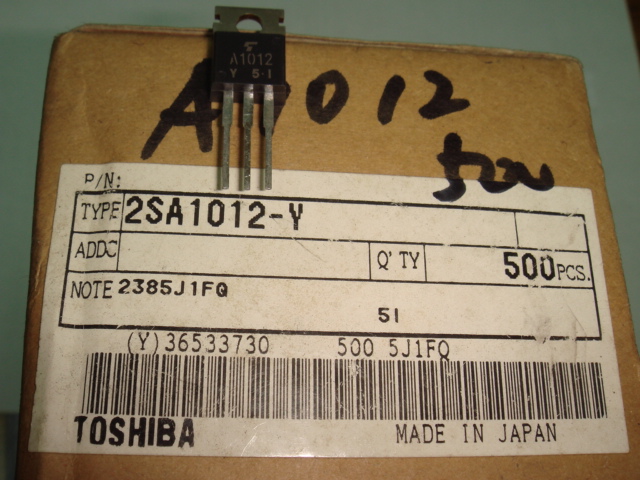 A1012
Y 5·1
A1012
500
P/N:
TYPE 2SA1012-Y
ADDC
Q'TY 500 PCS.
NOTE 2385J1FQ
51
(Y)36533730 500 5J1FQ
TOSHIBA MADE IN JAPAN